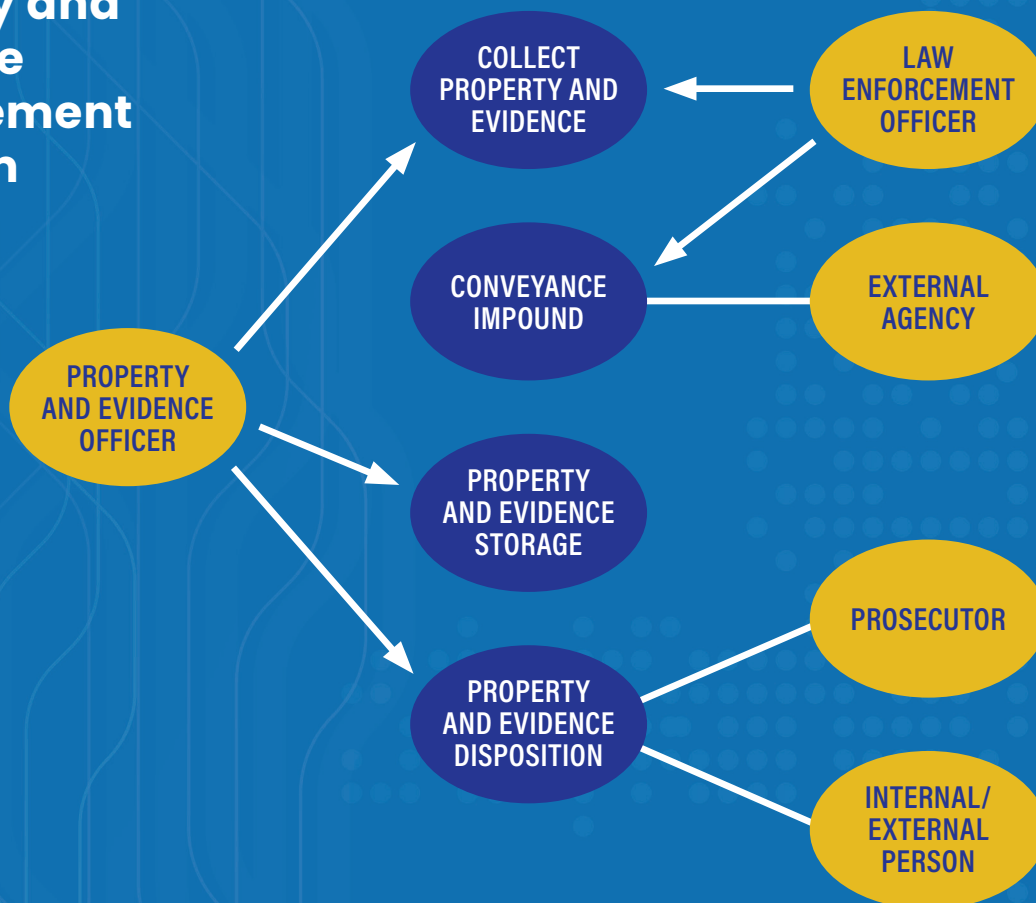 and
COLLECT
PROPERTY AND
EVIDENCE
LAW
ENFORCEMENT
OFFICER
CONVEYANCE
IMPOUND
EXTERNAL
AGENCY
PROPERTY
AND EVIDENCE
OFFICER
PROPERTY
AND EVIDENCE
STORAGE
PROSECUTOR
PROPERTY
AND EVIDENCE
DISPOSITION
INTERNAL/
EXTERNAL
PERSON